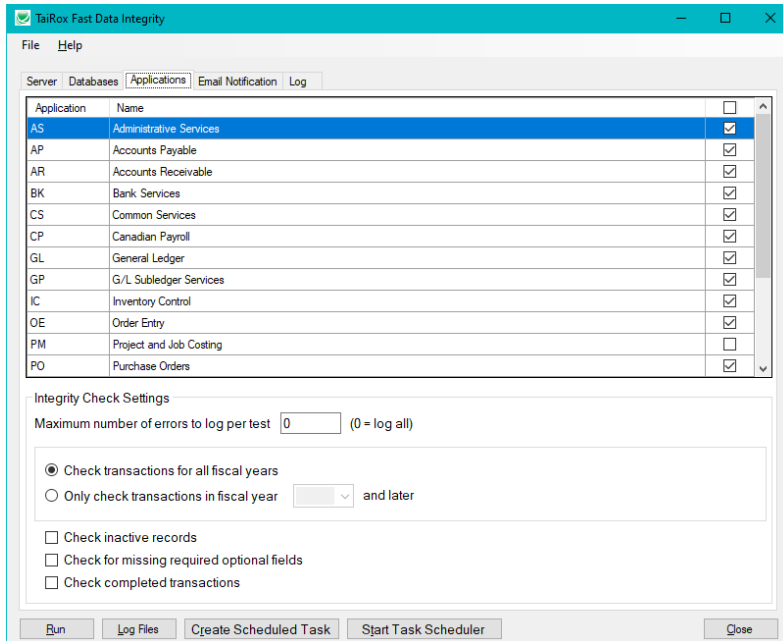 TaiRox Fast Data Integrity
File Help
Server Databases Applications Email Notification Log
Application Name
AS Administrative Services
AP Accounts Payable
AR Accounts Receivable
BK Bank Services
CS Common Services
CP Canadian Payroll
GL General Ledger
GP G/L Subledger Services
IC Inventory Control
OE Order Entry
PM Project and Job Costing
PO Purchase Orders
Integrity Check Settings
Maximum number of errors to log per test 0 (0 = log all)
Check transactions for all fiscal years
Only check transactions in fiscal year and later
Check inactive records
Check for missing required optional fields
Check completed transactions
Run Log Files Create Scheduled Task Start Task Scheduler Close